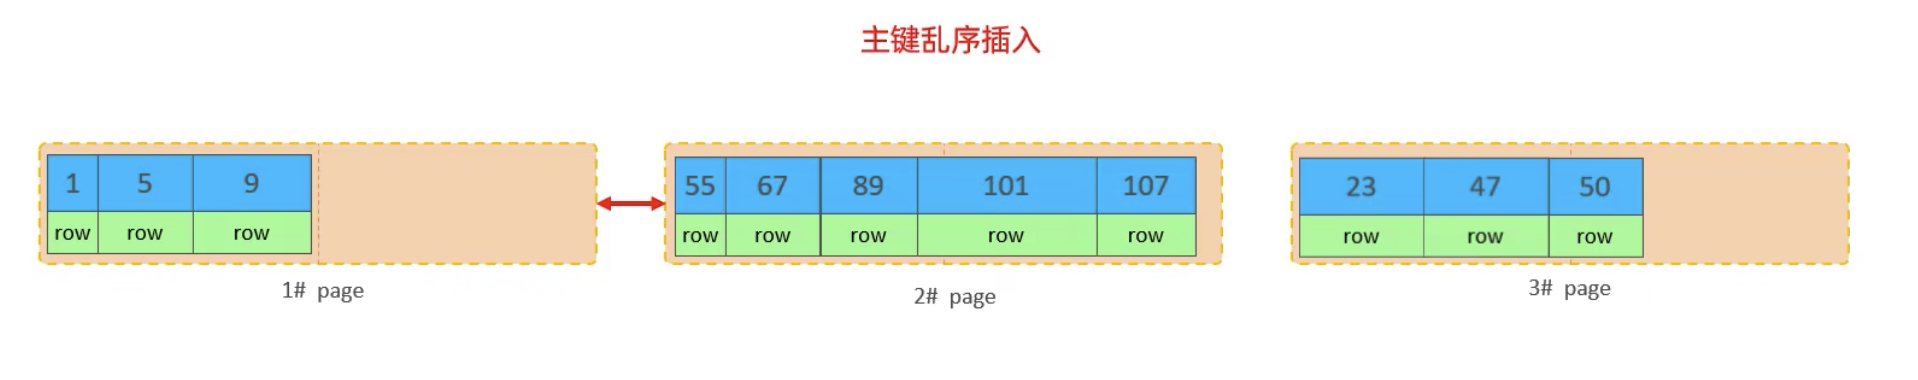 主键乱序插入
1 5 9
row row row
1# page
55 67 89 101 107
row row row row row
2# page
23 47 50
row row row
3# page